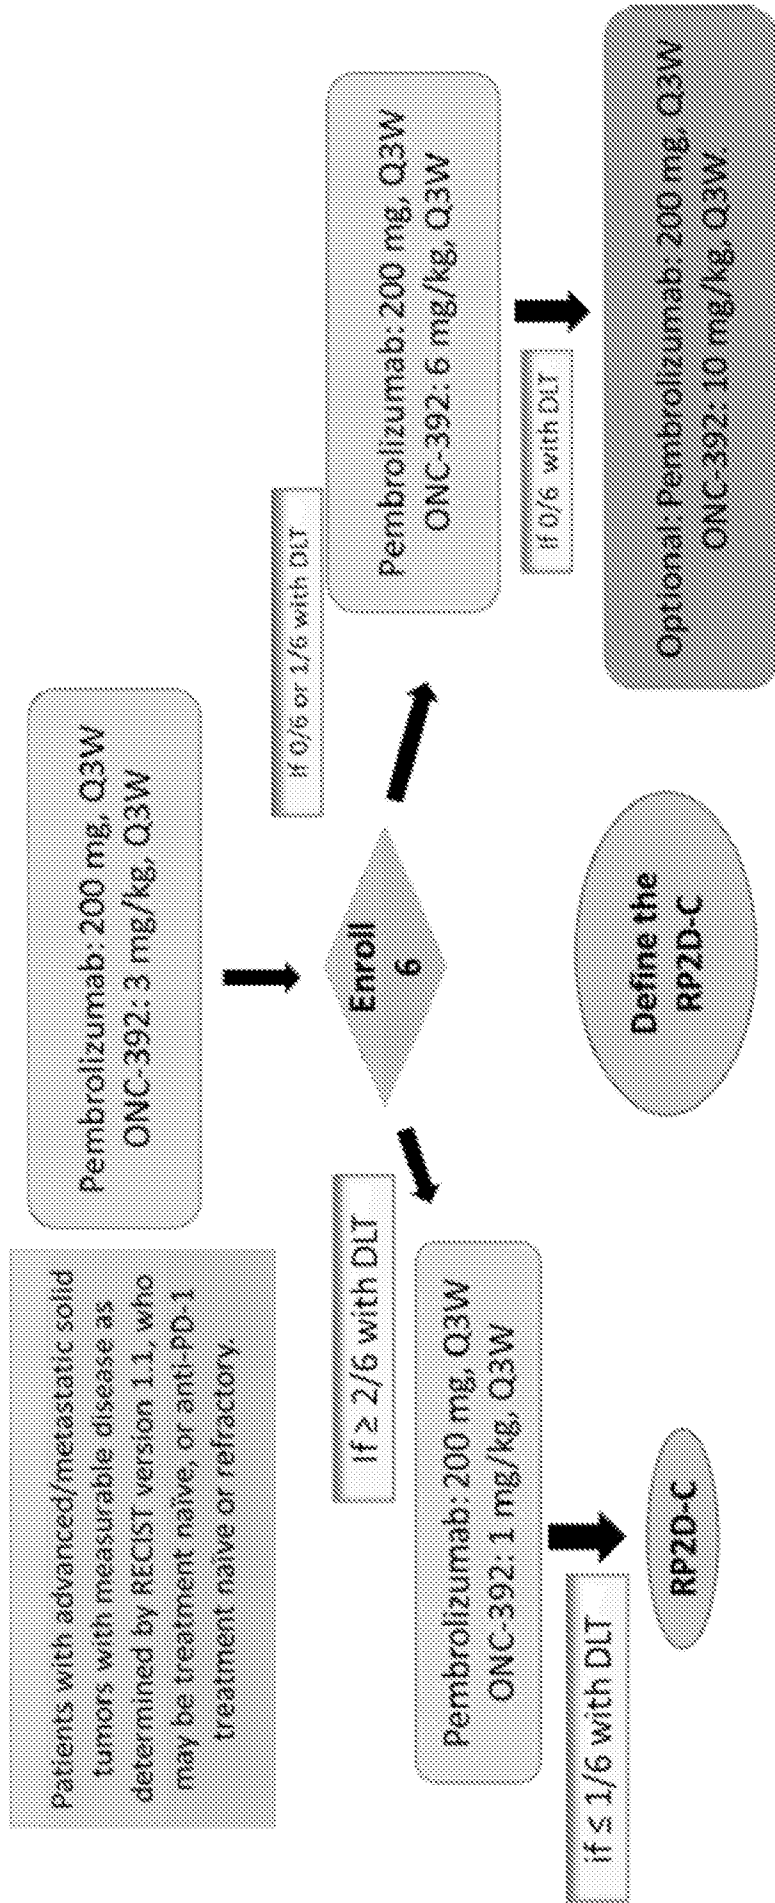 Patients with advanced/metastatic solid
tumors with measurable disease as
determined by RECIST version 1.1, who
may be treatment naive, or anti-PD-1
treatment naive or refractory.
Pembrolizumab: 200 mg, Q3W
ONC-392: 3 mg/kg, Q3W
Enroll
6
If ≥ 2/6 with DLT
If 0/6 or 1/6 with DLT
Pembrolizumab: 200 mg, Q3W
ONC-392: 1 mg/kg, Q3W
Pembrolizumab: 200 mg, Q3W
ONC-392: 6 mg/kg, Q3W
if ≤ 1/6 with DLT
If 0/6 with DLT
RP2D-C
Define the
RP2D-C
Optional: Pembrolizumab: 200 mg, Q3W
ONC-392: 10 mg/kg, Q3W.